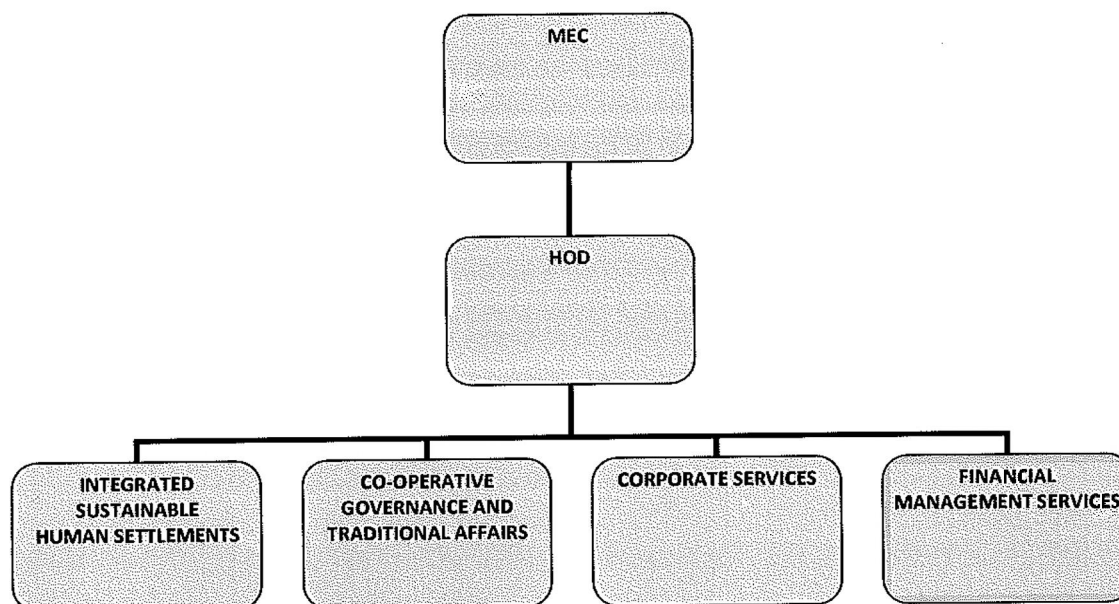 MEC
HOD
INTEGRATED
SUSTAINABLE
HUMAN SETTLEMENTS
CO-OPERATIVE
GOVERNANCE AND
TRADITIONAL AFFAIRS
CORPORATE SERVICES
FINANCIAL
MANAGEMENT SERVICES